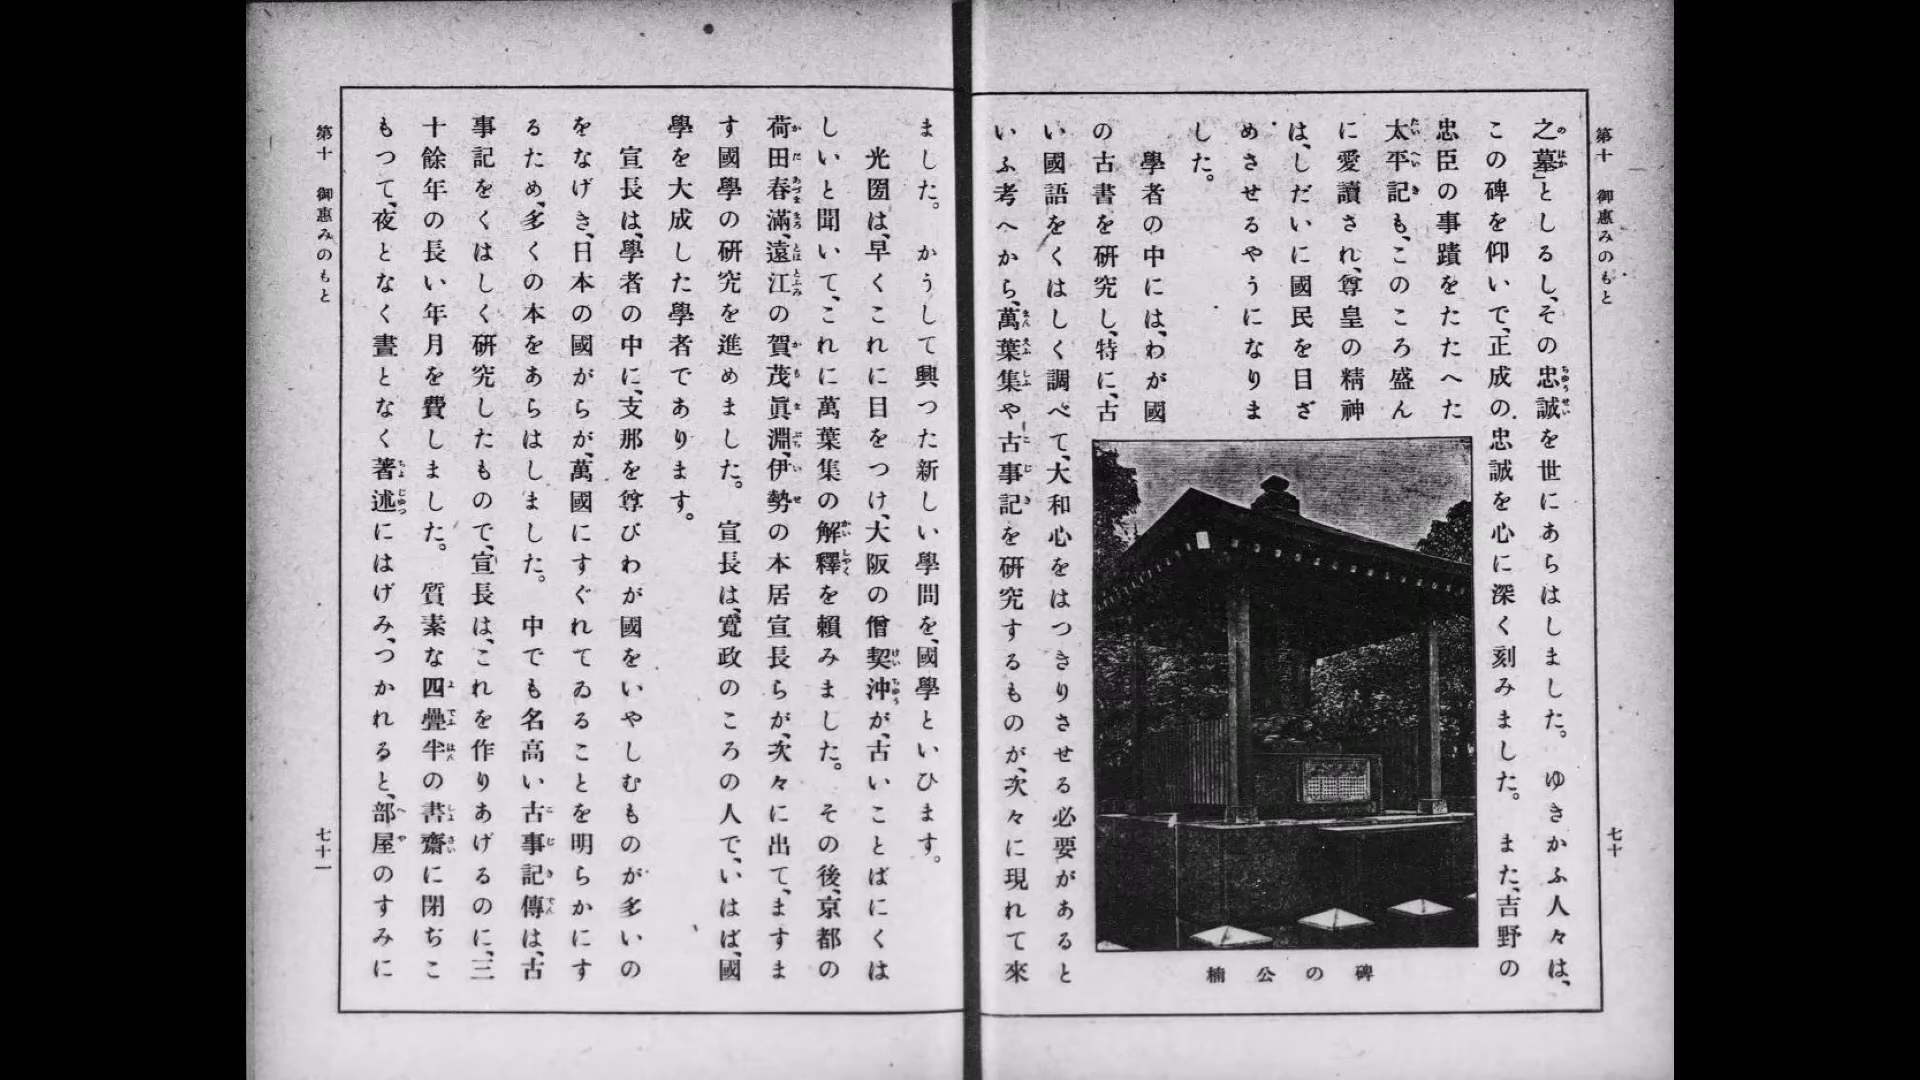 第十 御惠みのもと
七十
之墓」としるし、その忠誠を世にあらはしました。ゆきかふ人々は、
この碑を仰いで、正成の忠誠を心に深く刻みました。また、吉野の
忠臣の事蹟をたたへた
太平記も、このころ盛ん
に愛讀され、尊皇の精神
は、しだいに國民を目ざ
めさせるやうになりま
した。
學者の中には、わが國
の古書を研究し、特に、古
い國語をくはしく調べて、大和心をはつきりさせる必要があると
いふ考へから、萬葉集や古事記を研究するものが、次々に現れて來
楠公の碑
ました。かうして興つた新しい學問を、國學といひます。
光圀は、早くこれに目をつけ、大阪の僧契沖が、古いことばにくは
しいと聞いて、これに萬葉集の解釋を賴みました。その後、京都の
荷田春滿、遠江の賀茂眞淵、伊勢の本居宣長らが、次々に出て、ますま
す國學の研究を進めました。宣長は、寬政のころの人で、いはば、國
學を大成した學者であります。
宣長は、學者の中に、支那を尊びわが國をいやしむものが多いの
をなげき、日本の國がらが、萬國にすぐれてゐることを明らかにす
るため、多くの本をあらはしました。中でも名高い古事記傳は、古
事記をくはしく研究したもので、宣長は、これを作りあげるのに、三
十餘年の長い年月を費しました。質素な四疊半の書齋に閉ぢこ
もつて、夜となく晝となく著述にはげみ、つかれると、部屋のすみに
第十 御惠みのもと
七十一